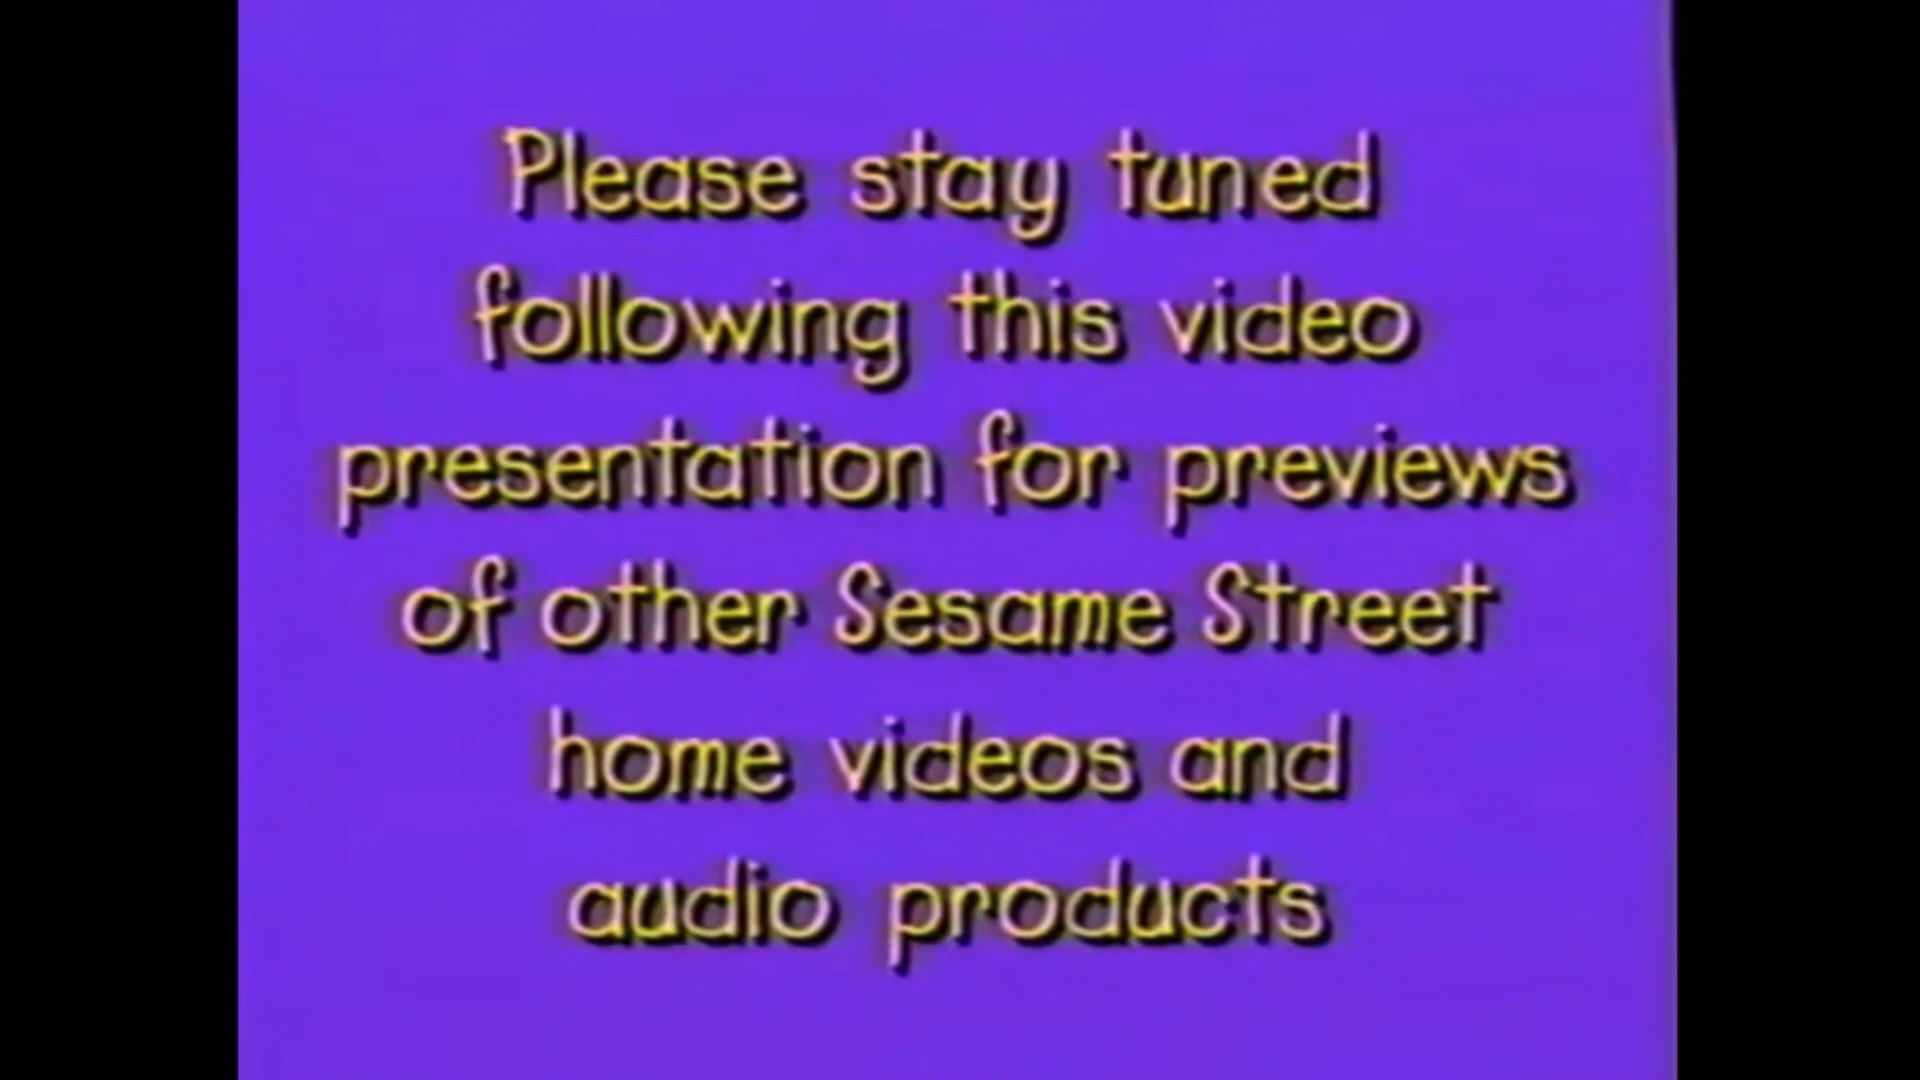 Please stay tuned
following this video
presentation for previews
of other Sesame Street
home videos and
audio products